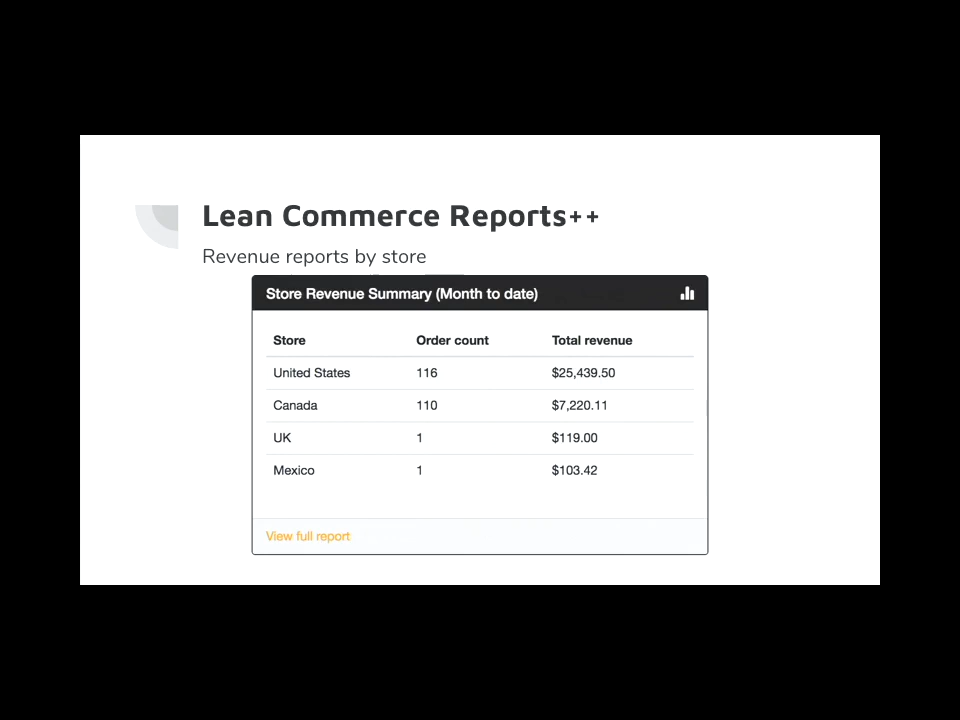 Lean Commerce Reports++
Revenue reports by store
Store Revenue Summary (Month to date)
Store Order count Total revenue
United States 116 $25,439.50
Canada 110 $7,220.11
UK 1 $119.00
Mexico 1 $103.42
View full report